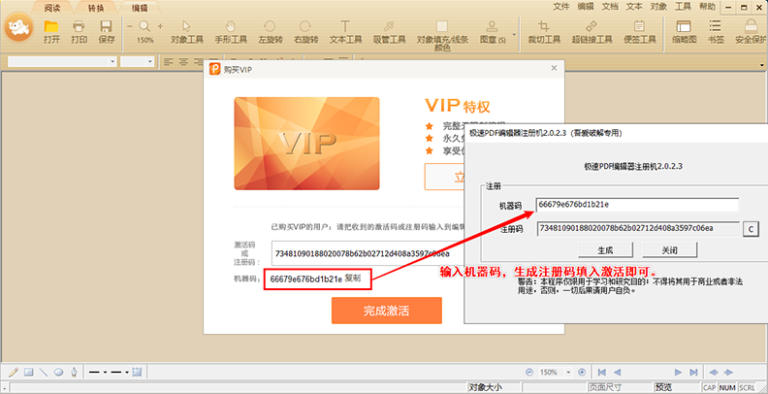 阅读 转换 编辑
文件 编辑 文档 文本 对象 工具 帮助
打开 打印 保存 150% 对象工具 手形工具 左旋转 右旋转 文本工具 吸管工具 对象填充/线条颜色 图章(S) 裁切工具 超链接工具 便签工具 缩略图 书签 安全保护
购买VIP
VIP
VIP特权
永久
享受
立
极速PDF编辑器注册机2.0.2.3（吾爱破解专用）
极速PDF编辑器注册机2.0.2.3
注册
机器码 66679e676bd1b21e
注册码 73481090188020078b62b02712d408a3597c06ea C
生成 关闭
警告：本程序仅限用于学习和研究目的；不得将其用于商业或者非法
用途，否则，一切后果请用户自负。
已购买VIP的用户：请把收到的激活码或注册码输入到编辑
激活码
或
注册码：
73481090188020078b62b02712d408a3597c06ea
机器码： 66679e676bd1b21e 复制
输入机器码，生成注册码填入激活即可。
完成激活
150%
对象大小 页面尺寸 预览 CAP NUM SCRL